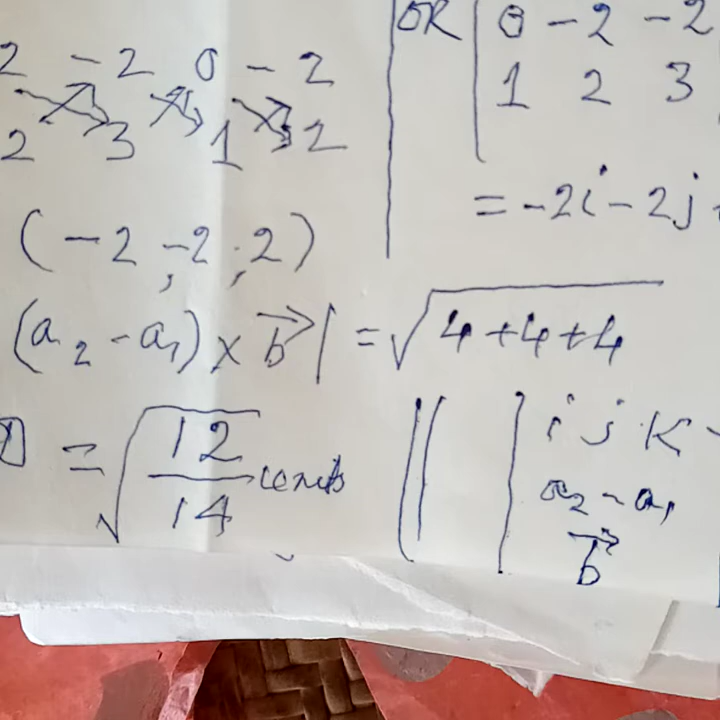 2 -2 0 -2
2 3 1 2
(-2, -2, 2)
OR | 0 -2 -2
1 2 3
= -2i - 2j
(a₂ - a₁) × b⃗ | = √4+4+4
D = √12/14 units
| i j K
a₂ - a₁
b⃗